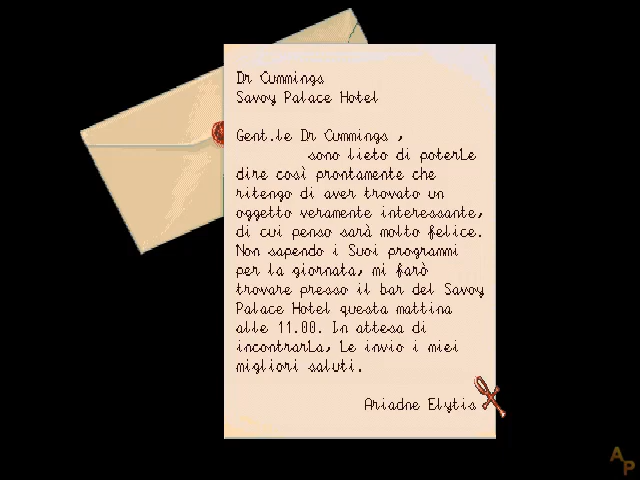 Dr Cummings
Savoy Palace Hotel
Gent.le Dr Cummings ,
sono lieto di poterLe
dire così prontamente che
ritengo di aver trovato un
oggetto veramente interessante,
di cui penso sarà molto felice.
Non sapendo i Suoi programmi
per la giornata, mi farò
trovare presso il bar del Savoy
Palace Hotel questa mattina
alle 11.00. In attesa di
incontrarLa, Le invio i miei
migliori saluti.
Ariadne Elytis
AP